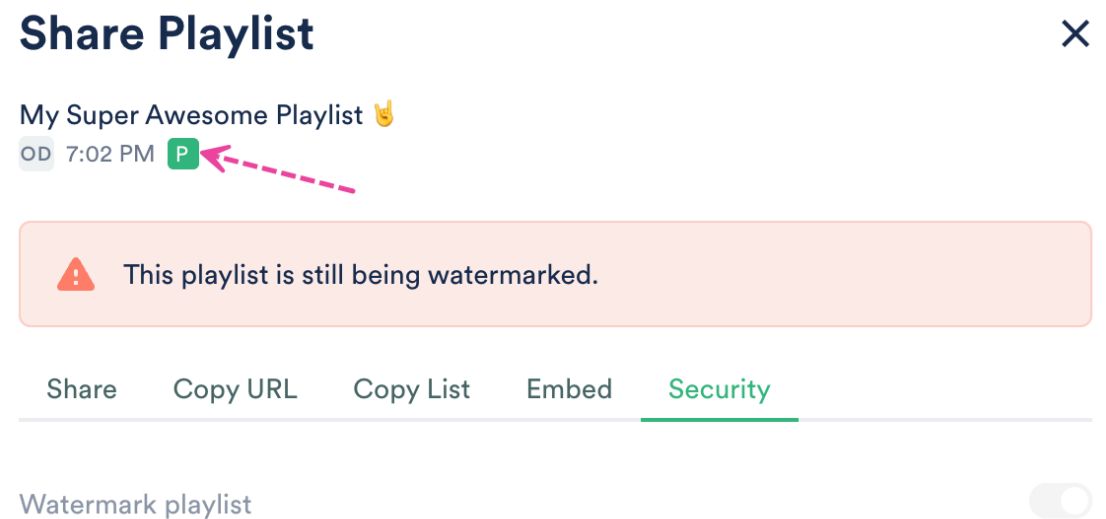 Share Playlist
My Super Awesome Playlist 🤘
OD 7:02 PM P
This playlist is still being watermarked.
Share Copy URL Copy List Embed Security
Watermark playlist